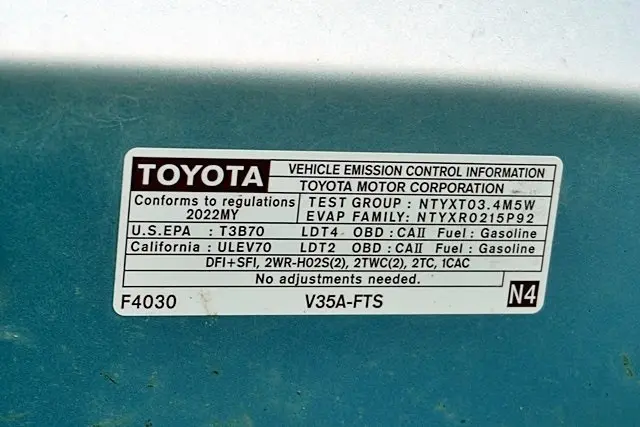 TOYOTA
VEHICLE EMISSION CONTROL INFORMATION
TOYOTA MOTOR CORPORATION
Conforms to regulations
2022MY
TEST GROUP : NTYXT03.4M5W
EVAP FAMILY: NTYXR0215P92
U.S.EPA : T3B70 LDT4 OBD : CAII Fuel : Gasoline
California : ULEV70 LDT2 OBD : CAII Fuel : Gasoline
DFI+SFI, 2WR-HO2S(2), 2TWC(2), 2TC, 1CAC
No adjustments needed.
F4030 V35A-FTS N4